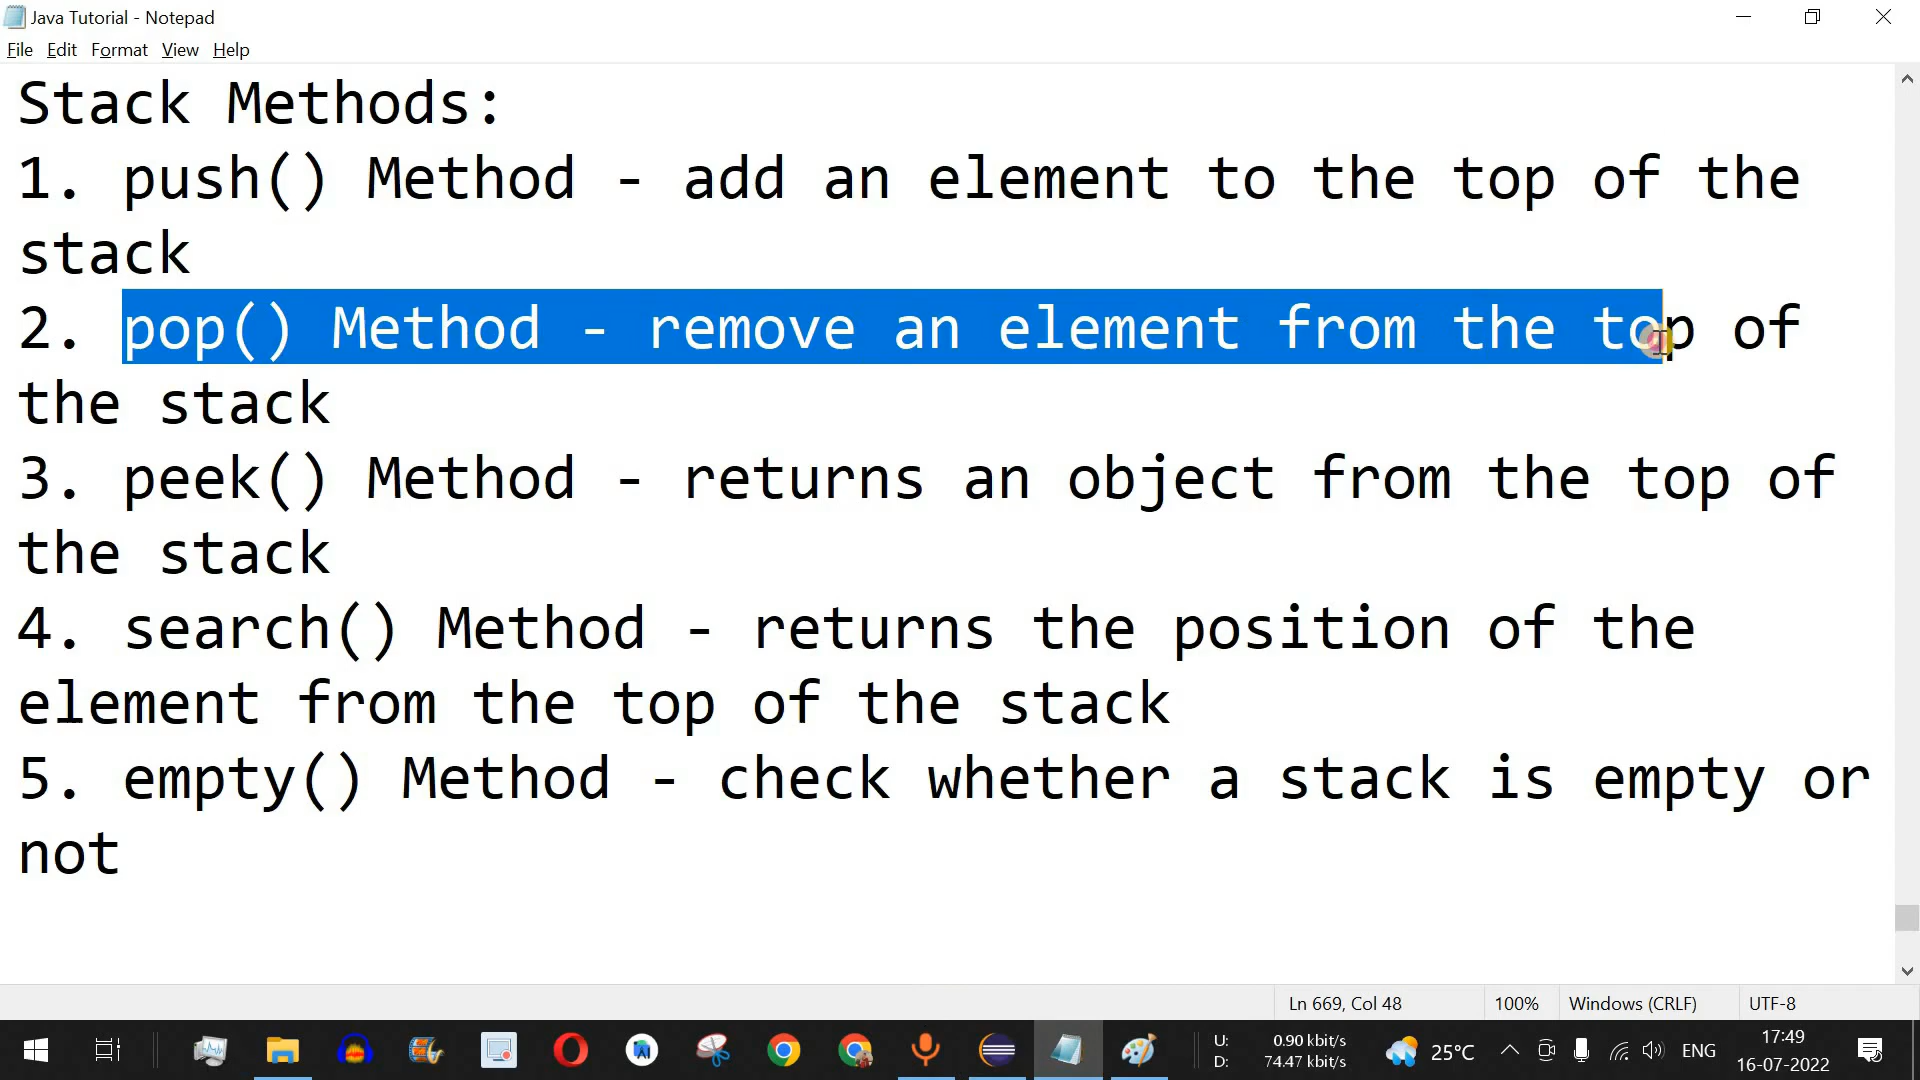 Java Tutorial - Notepad
File Edit Format View Help
Stack Methods:
1. push() Method - add an element to the top of the
stack
2. pop() Method - remove an element from the top of
the stack
3. peek() Method - returns an object from the top of
the stack
4. search() Method - returns the position of the
element from the top of the stack
5. empty() Method - check whether a stack is empty or
not
Ln 669, Col 48 100% Windows (CRLF) UTF-8
U: 0.90 kbit/s
D: 74.47 kbit/s
25°C
ENG
17:49
16-07-2022